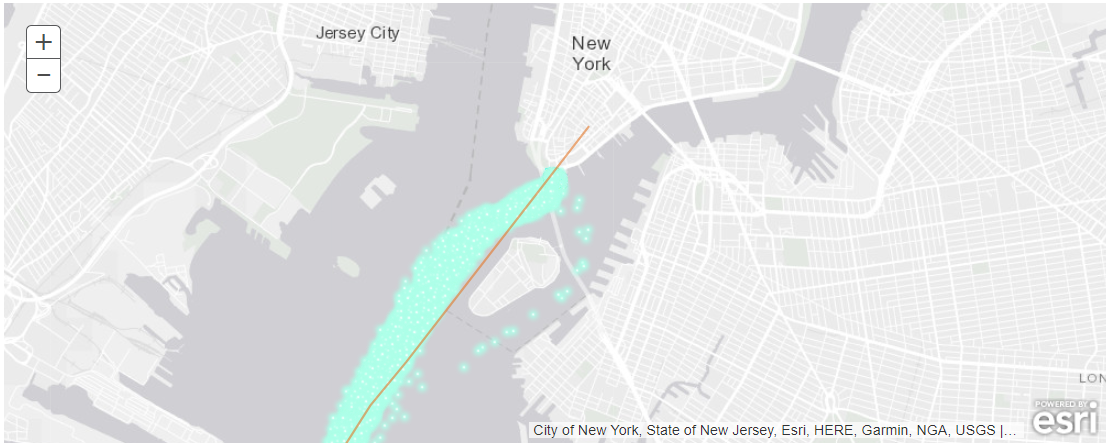 +
Jersey City
New
York
−
LON
POWERED BY
esri
City of New York, State of New Jersey, Esri, HERE, Garmin, NGA, USGS |...